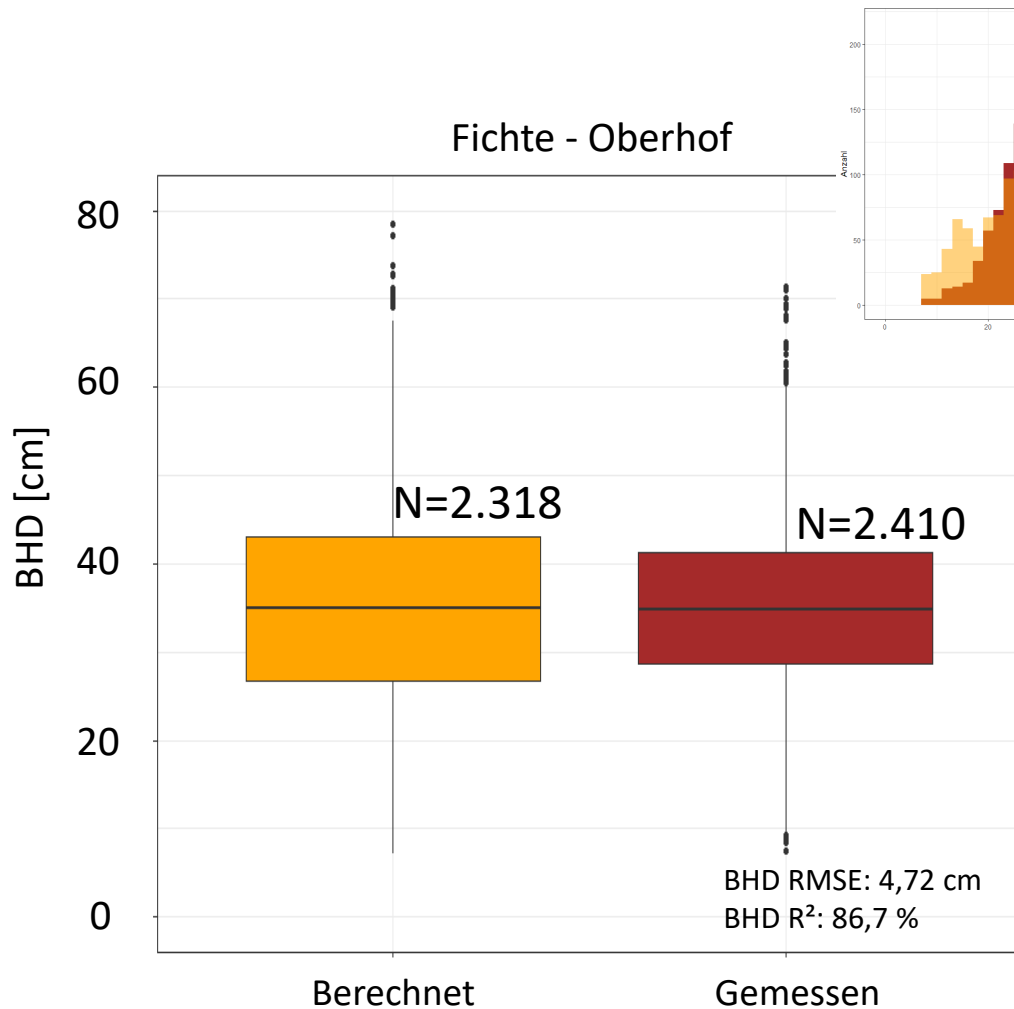 Fichte - Oberhof
200
150
100
50
0
Anzahl
0
20
BHD [cm]
80
60
40
20
0
N=2.318
N=2.410
BHD RMSE: 4,72 cm
BHD R²: 86,7 %
Berechnet
Gemessen